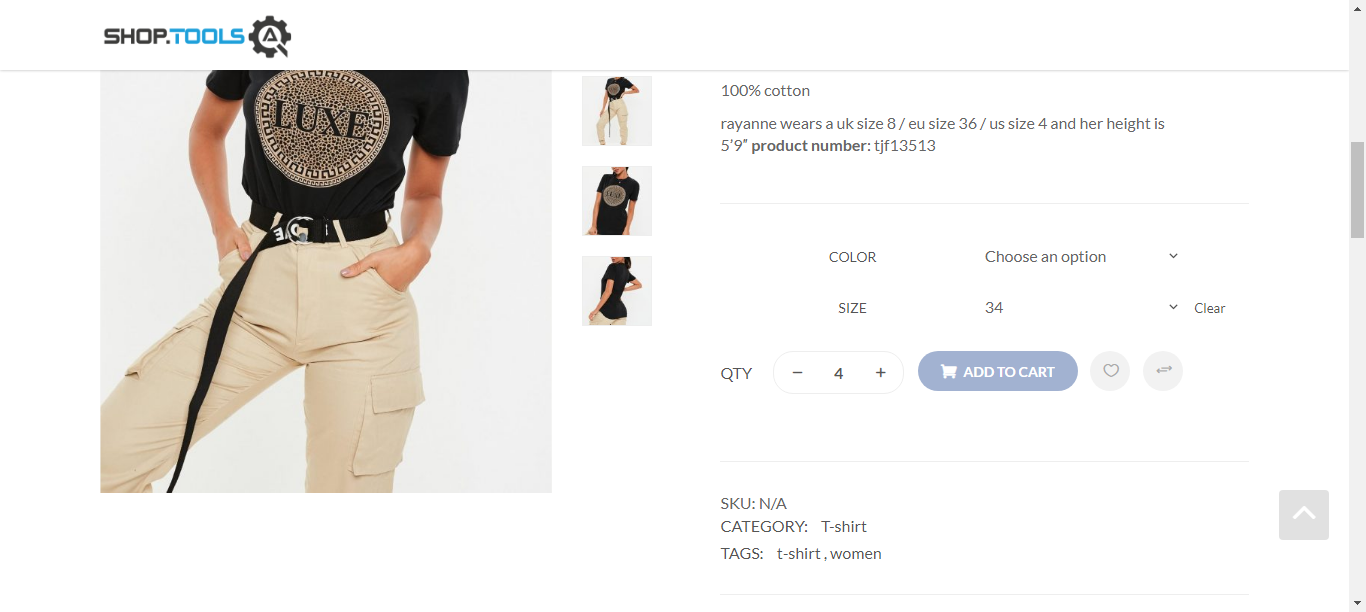 SHOP.TOOLS
LUXE
LUXE
100% cotton
rayanne wears a uk size 8 / eu size 36 / us size 4 and her height is
5’9” product number: tjf13513
COLOR Choose an option
SIZE 34 Clear
QTY − 4 + ADD TO CART
SKU: N/A
CATEGORY: T-shirt
TAGS: t-shirt , women